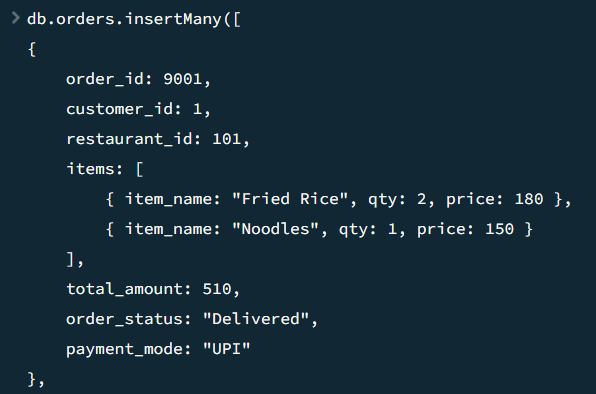 db.orders.insertMany([
{
order_id: 9001,
customer_id: 1,
restaurant_id: 101,
items: [
{ item_name: "Fried Rice", qty: 2, price: 180 },
{ item_name: "Noodles", qty: 1, price: 150 }
],
total_amount: 510,
order_status: "Delivered",
payment_mode: "UPI"
},